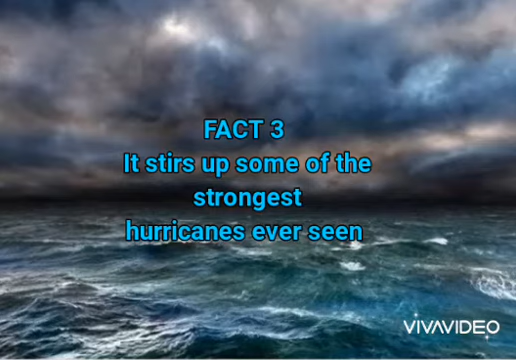 FACT 3
It stirs up some of the
strongest
hurricanes ever seen
VIVAVIDEO